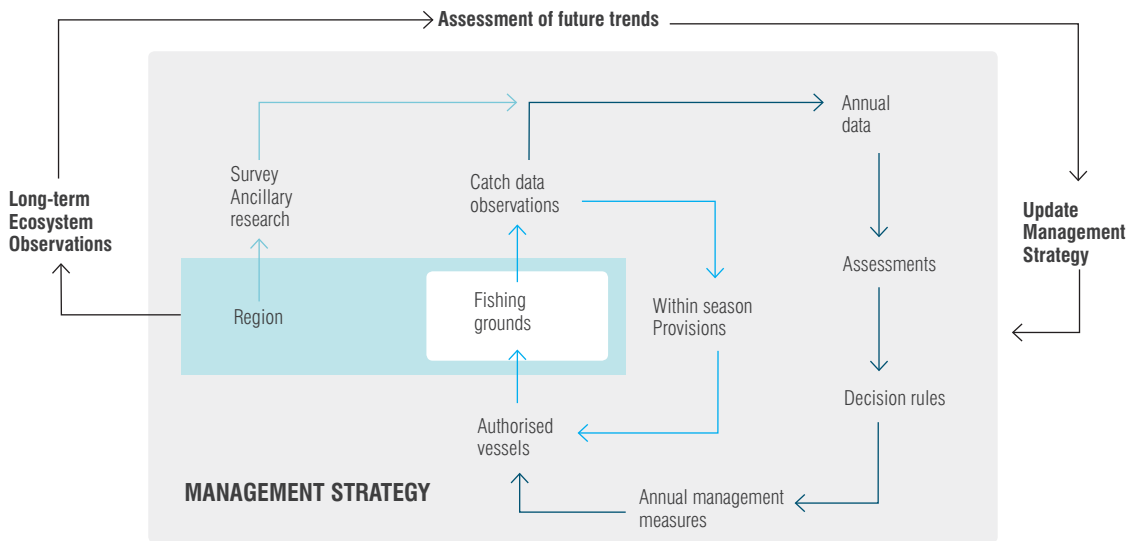 Assessment of future trends
Annual
data
Survey
Ancillary
research
Catch data
observations
Long-term
Ecosystem
Observations
Update
Management
Strategy
Assessments
Region
Fishing
grounds
Within season
Provisions
Decision rules
Authorised
vessels
MANAGEMENT STRATEGY
Annual management
measures